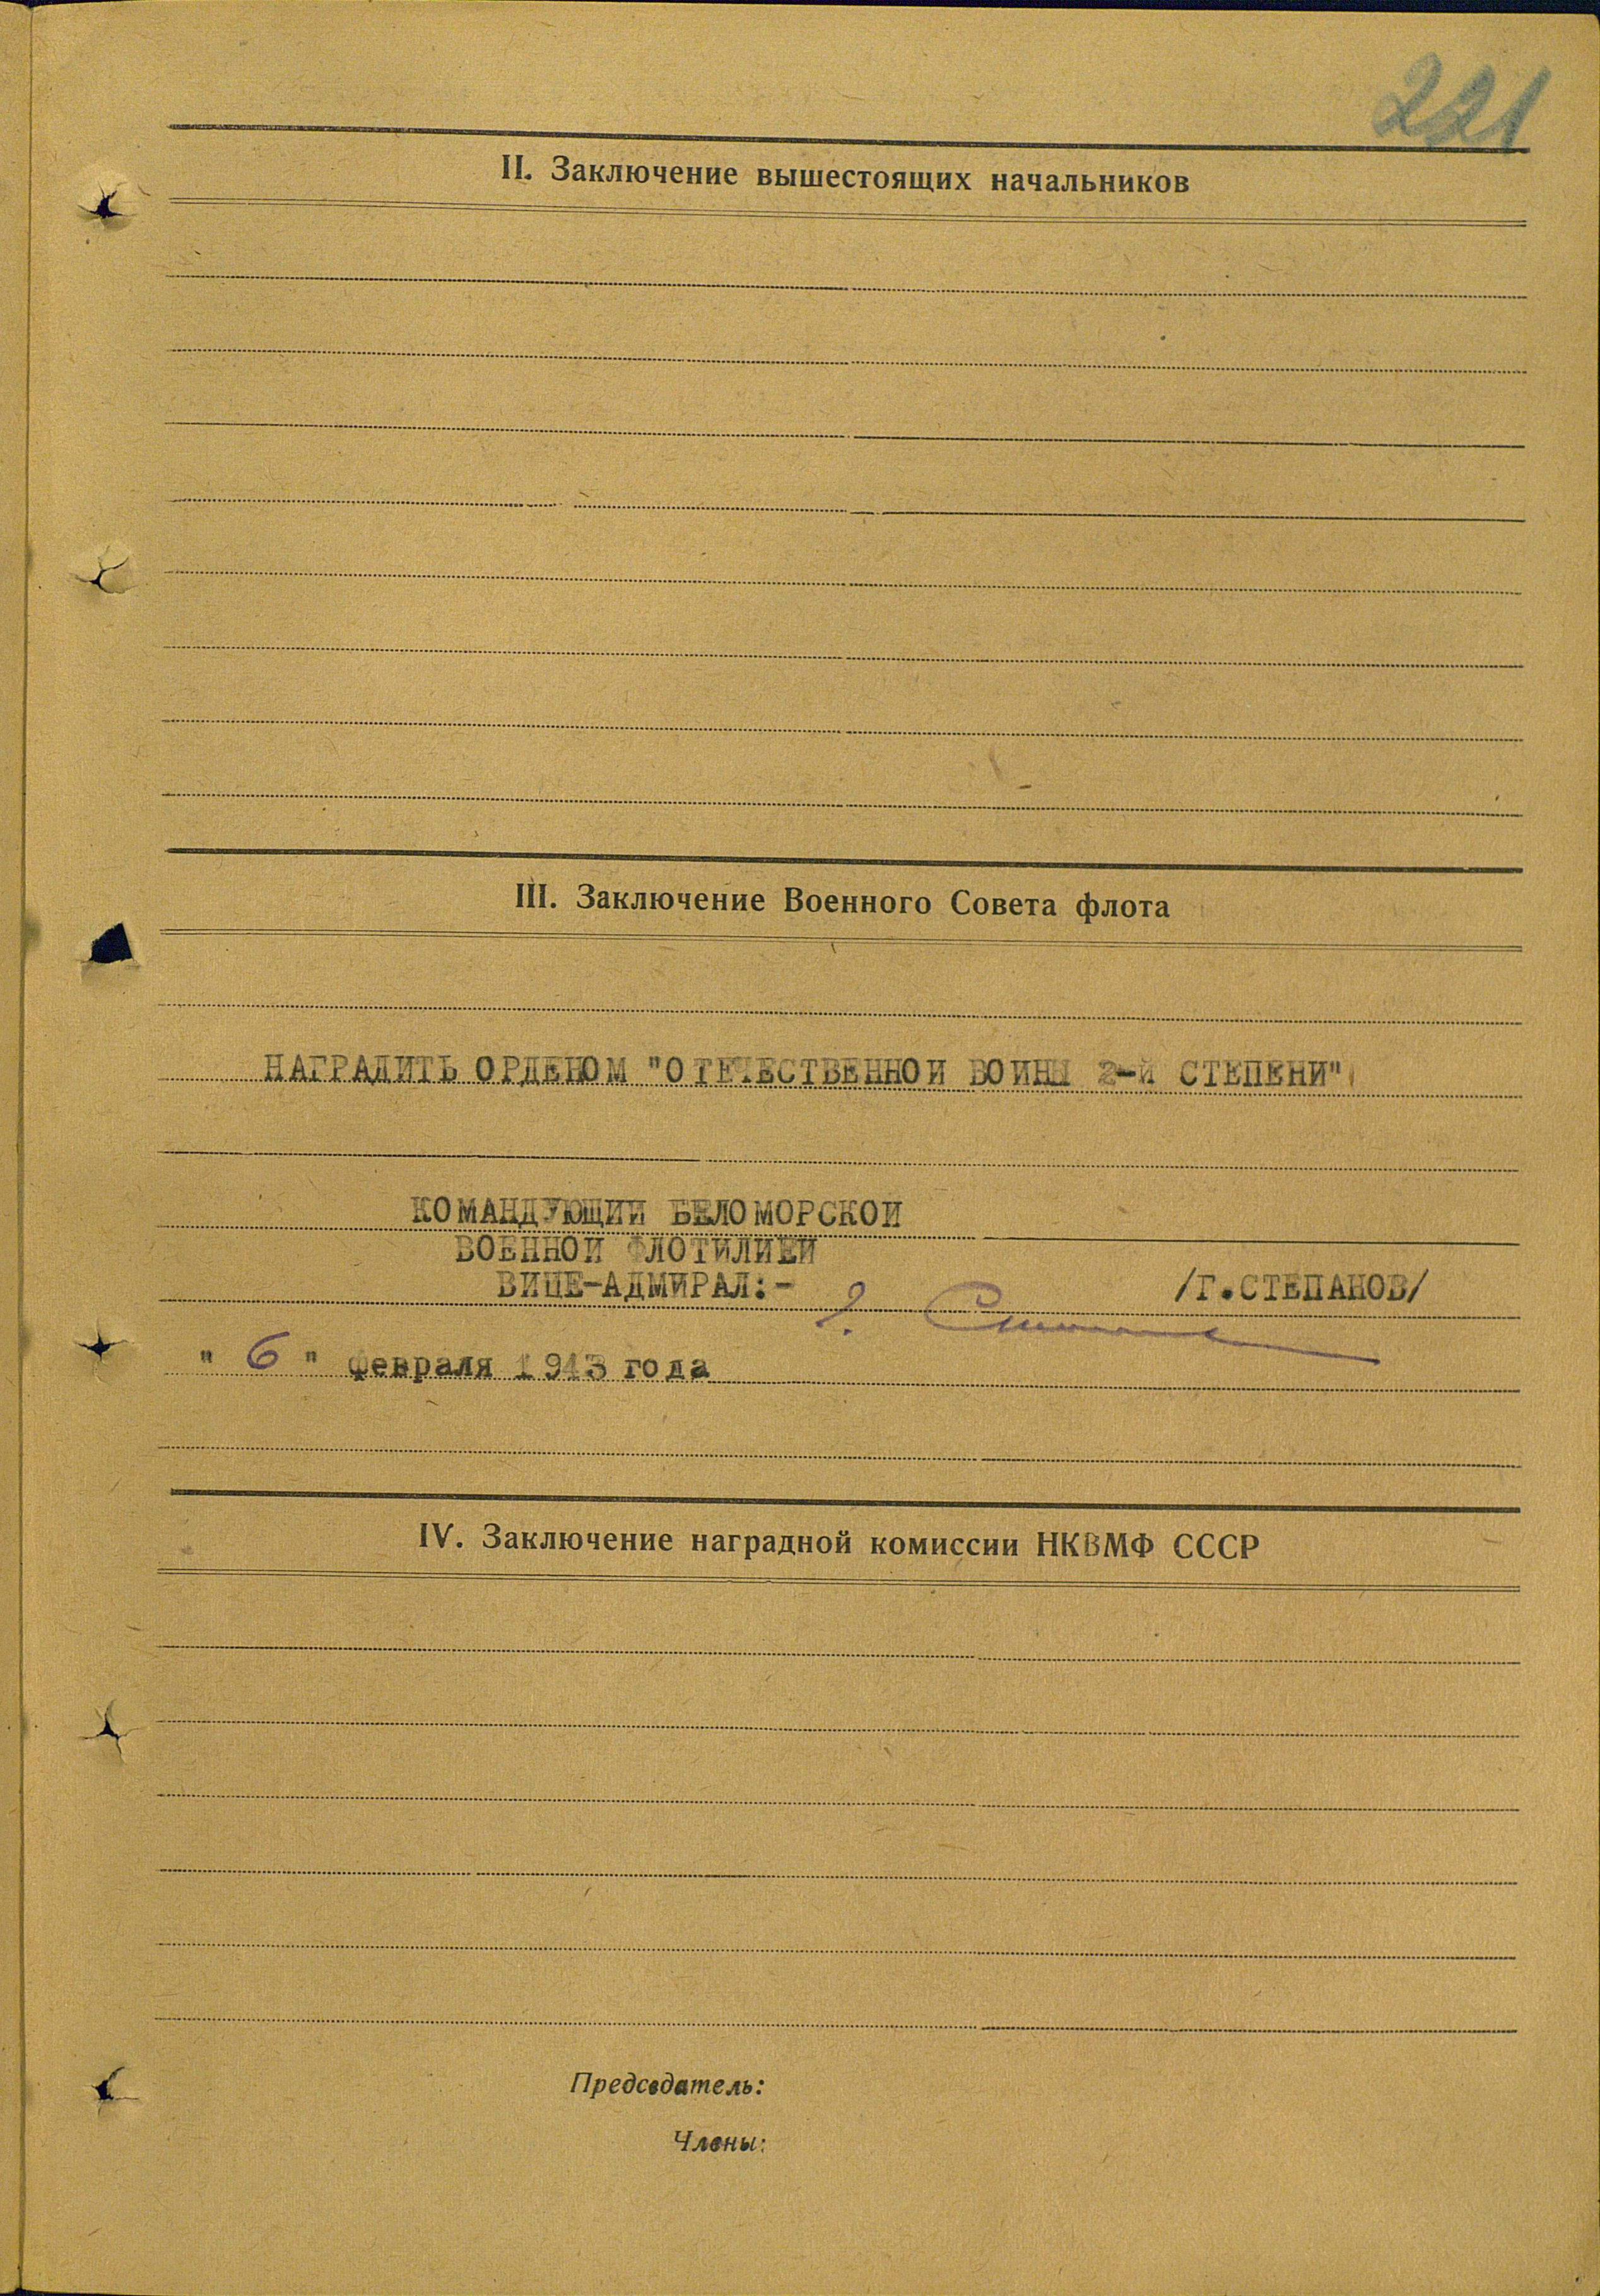 221
II. Заключение вышестоящих начальников
III. Заключение Военного Совета флота
НАГРАДИТЬ ОРДЕНОМ "ОТЕЧЕСТВЕННОЙ ВОЙНЫ 2-й СТЕПЕНИ"
КОМАНДУЮЩИЙ БЕЛОМОРСКОЙ
ВОЕННОЙ ФЛОТИЛИЕЙ
ВИЦЕ-АДМИРАЛ:- /Г.СТЕПАНОВ/
" 6 " февраля 1943 года
IV. Заключение наградной комиссии НКВМФ СССР
Председатель:
Члены: